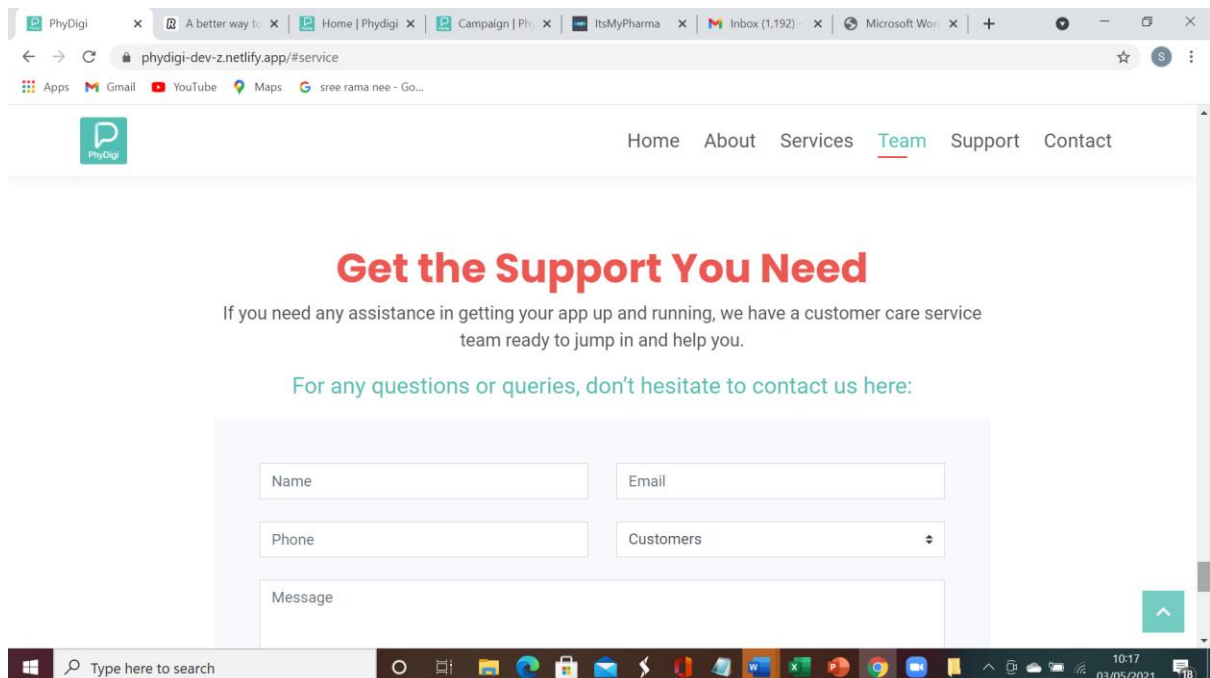 PhyDigi
A better way to
Home | Phydigi
Campaign | Ph
ItsMyPharma
Inbox (1,192) -
Microsoft Wor
phydigi-dev-z.netlify.app/#service
S
Apps
Gmail
YouTube
Maps
sree rama nee - Go...
PhyDigi
Home
About
Services
Team
Support
Contact
Get the Support You Need
If you need any assistance in getting your app up and running, we have a customer care service
team ready to jump in and help you.
For any questions or queries, don't hesitate to contact us here:
Name
Email
Phone
Customers
Message
Type here to search
10:17
03/05/2021
18